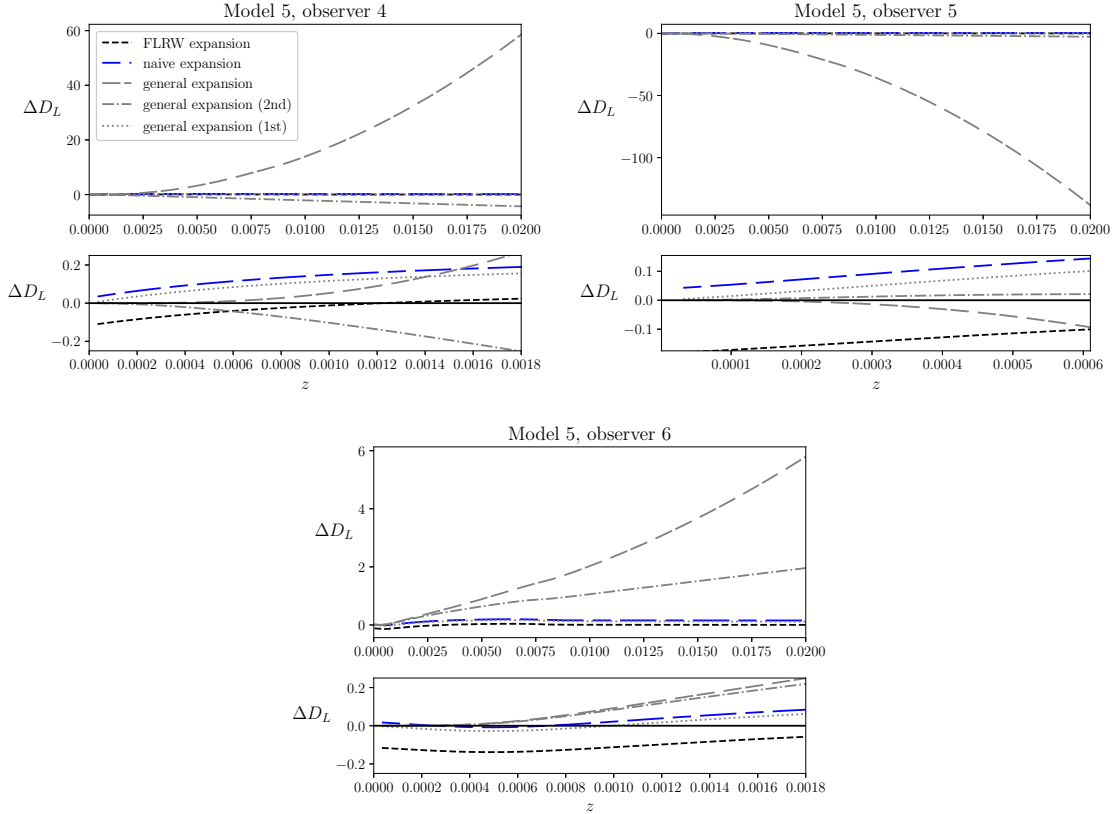 Model 5, observer 4
60
40
20
0
ΔD_L
FLRW expansion
naive expansion
general expansion
general expansion (2nd)
general expansion (1st)
0.0000 0.0025 0.0050 0.0075 0.0100 0.0125 0.0150 0.0175 0.0200
0.2
0.0
−0.2
ΔD_L
0.0000 0.0002 0.0004 0.0006 0.0008 0.0010 0.0012 0.0014 0.0016 0.0018
z
Model 5, observer 5
0
−50
−100
ΔD_L
0.0000 0.0025 0.0050 0.0075 0.0100 0.0125 0.0150 0.0175 0.0200
0.1
0.0
−0.1
ΔD_L
0.0001 0.0002 0.0003 0.0004 0.0005 0.0006
z
Model 5, observer 6
6
4
2
0
ΔD_L
0.0000 0.0025 0.0050 0.0075 0.0100 0.0125 0.0150 0.0175 0.0200
0.2
0.0
−0.2
ΔD_L
0.0000 0.0002 0.0004 0.0006 0.0008 0.0010 0.0012 0.0014 0.0016 0.0018
z